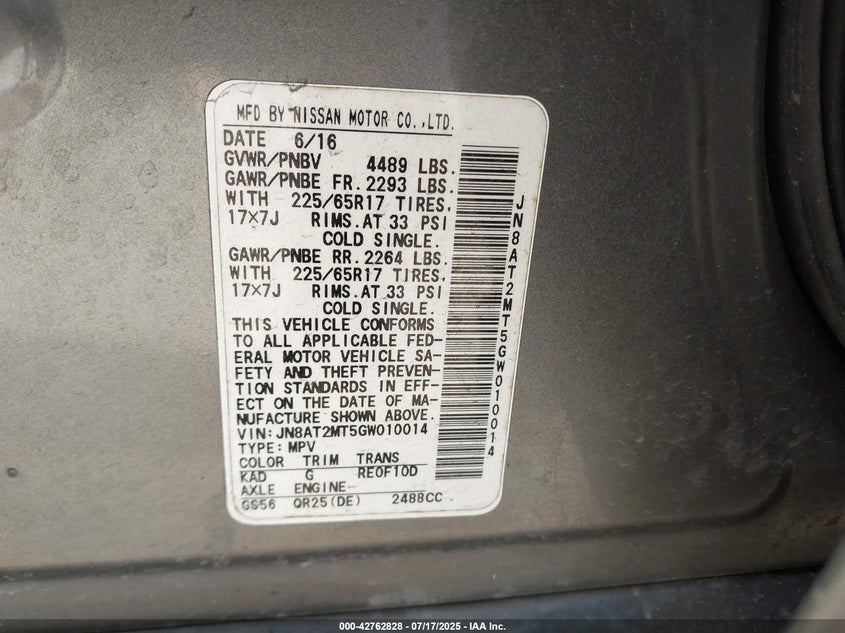 MFD BY NISSAN MOTOR CO.,LTD.
DATE 6/16
GVWR/PNBV 4489 LBS.
GAWR/PNBE FR. 2293 LBS.
WITH 225/65R17 TIRES,
17×7J RIMS. AT 33 PSI
COLD SINGLE.
GAWR/PNBE RR. 2264 LBS.
WITH 225/65R17 TIRES,
17×7J RIMS. AT 33 PSI
COLD SINGLE.
THIS VEHICLE CONFORMS
TO ALL APPLICABLE FED-
ERAL MOTOR VEHICLE SA-
FETY AND THEFT PREVEN-
TION STANDARDS IN EFF-
ECT ON THE DATE OF MA-
NUFACTURE SHOWN ABOVE.
VIN:JN8AT2MT5GW010014
TYPE:MPV
COLOR TRIM TRANS
KAD G RE0F10D
AXLE ENGINE
GS56 QR25(DE) 2488CC
JN8AT2MT5GW010014
000-42762828 - 07/17/2025 - IAA Inc.